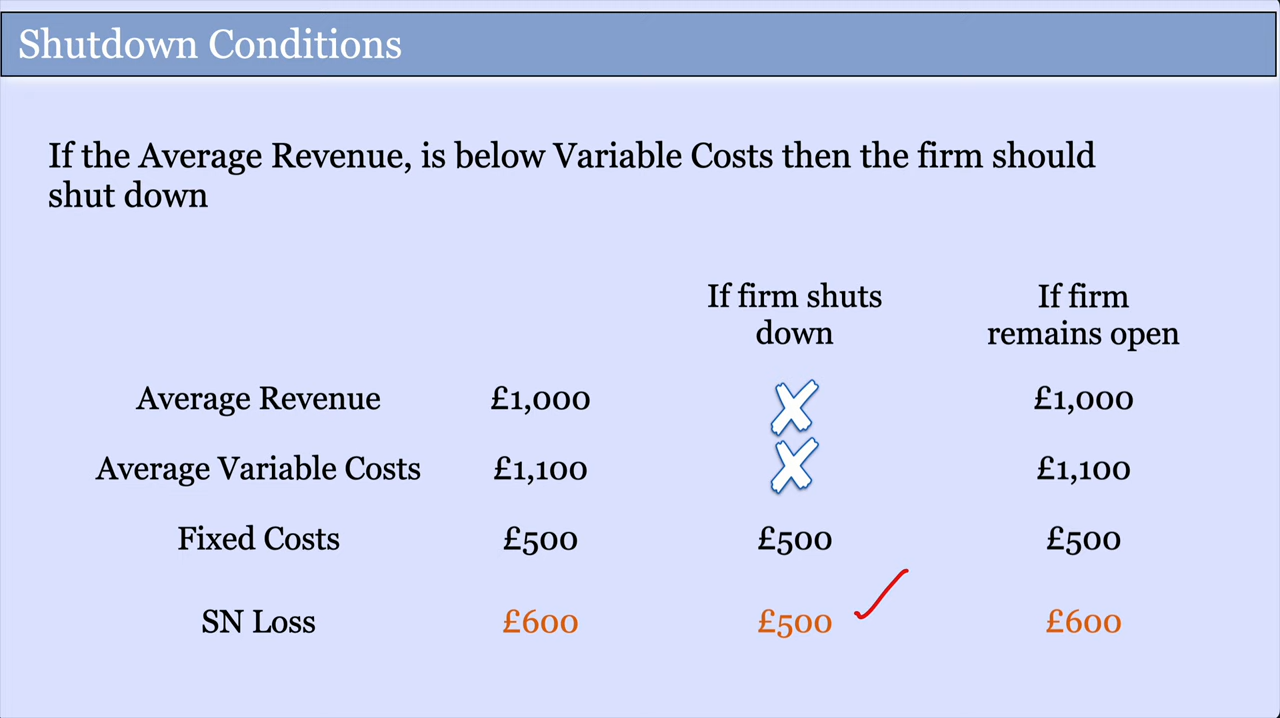 Shutdown Conditions
If the Average Revenue, is below Variable Costs then the firm should
shut down
If firm shuts
down
If firm
remains open
Average Revenue £1,000 £1,000
Average Variable Costs £1,100 £1,100
Fixed Costs £500 £500 £500
SN Loss £600 £500 £600